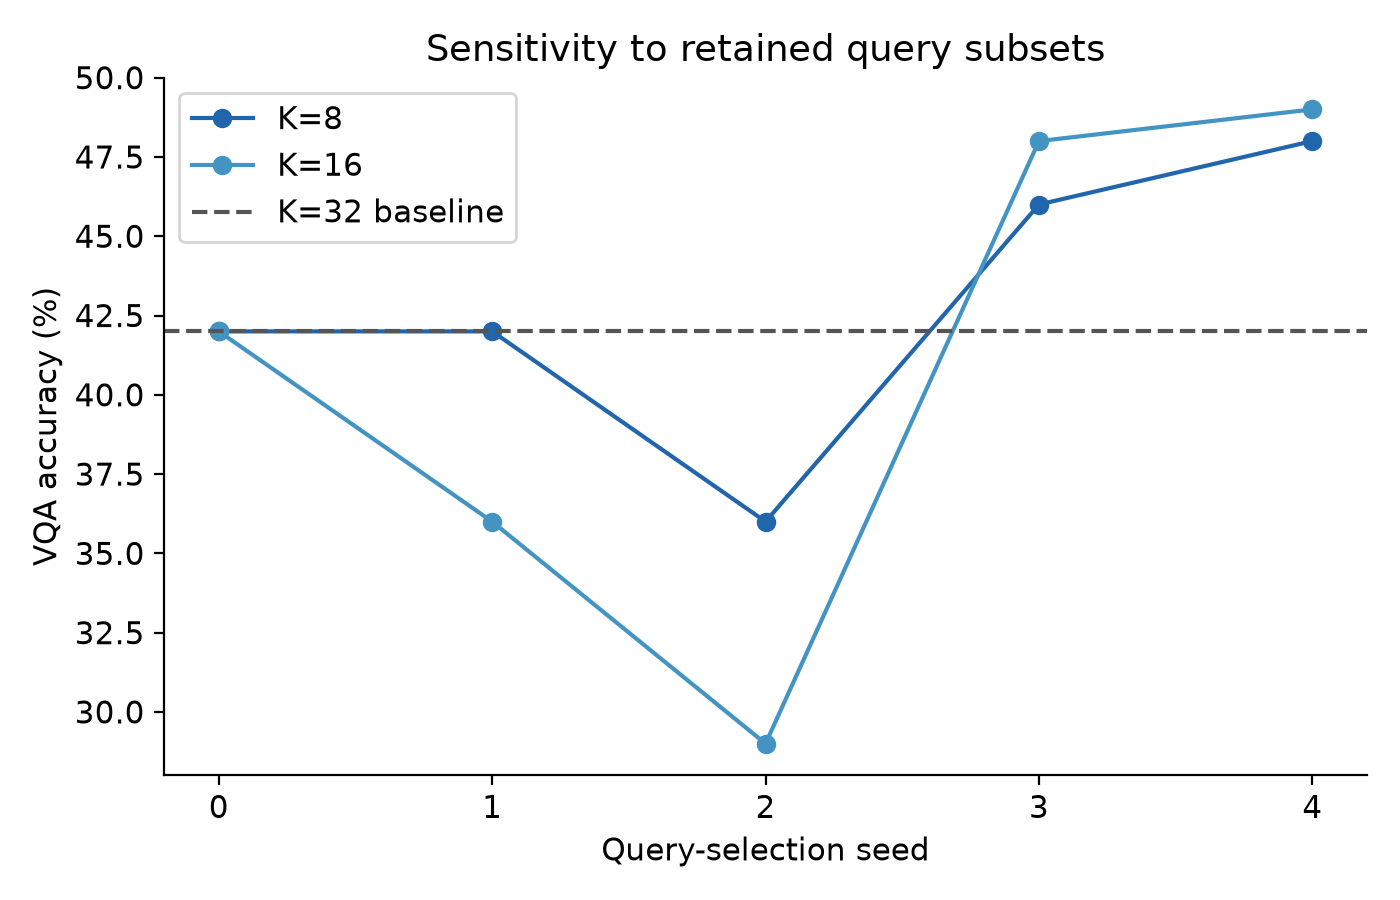 Sensitivity to retained query subsets
50.0
47.5
45.0
42.5
40.0
37.5
35.0
32.5
30.0
VQA accuracy (%)
K=8
K=16
K=32 baseline
0 1 2 3 4
Query-selection seed